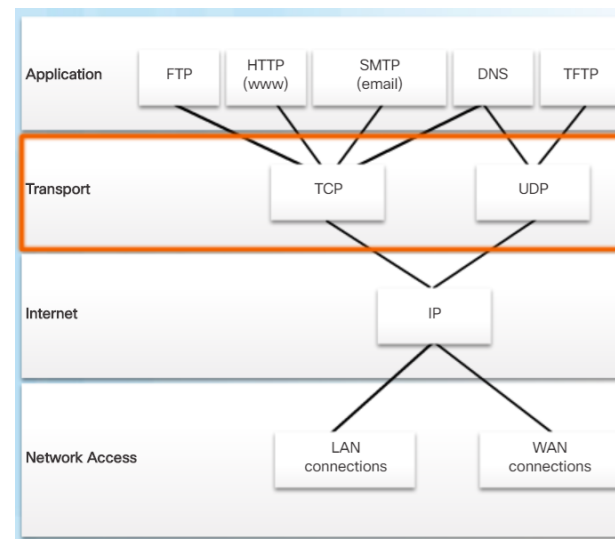 Application
FTP
HTTP
(www)
SMTP
(email)
DNS
TFTP
Transport
TCP
UDP
Internet
IP
Network Access
LAN
connections
WAN
connections